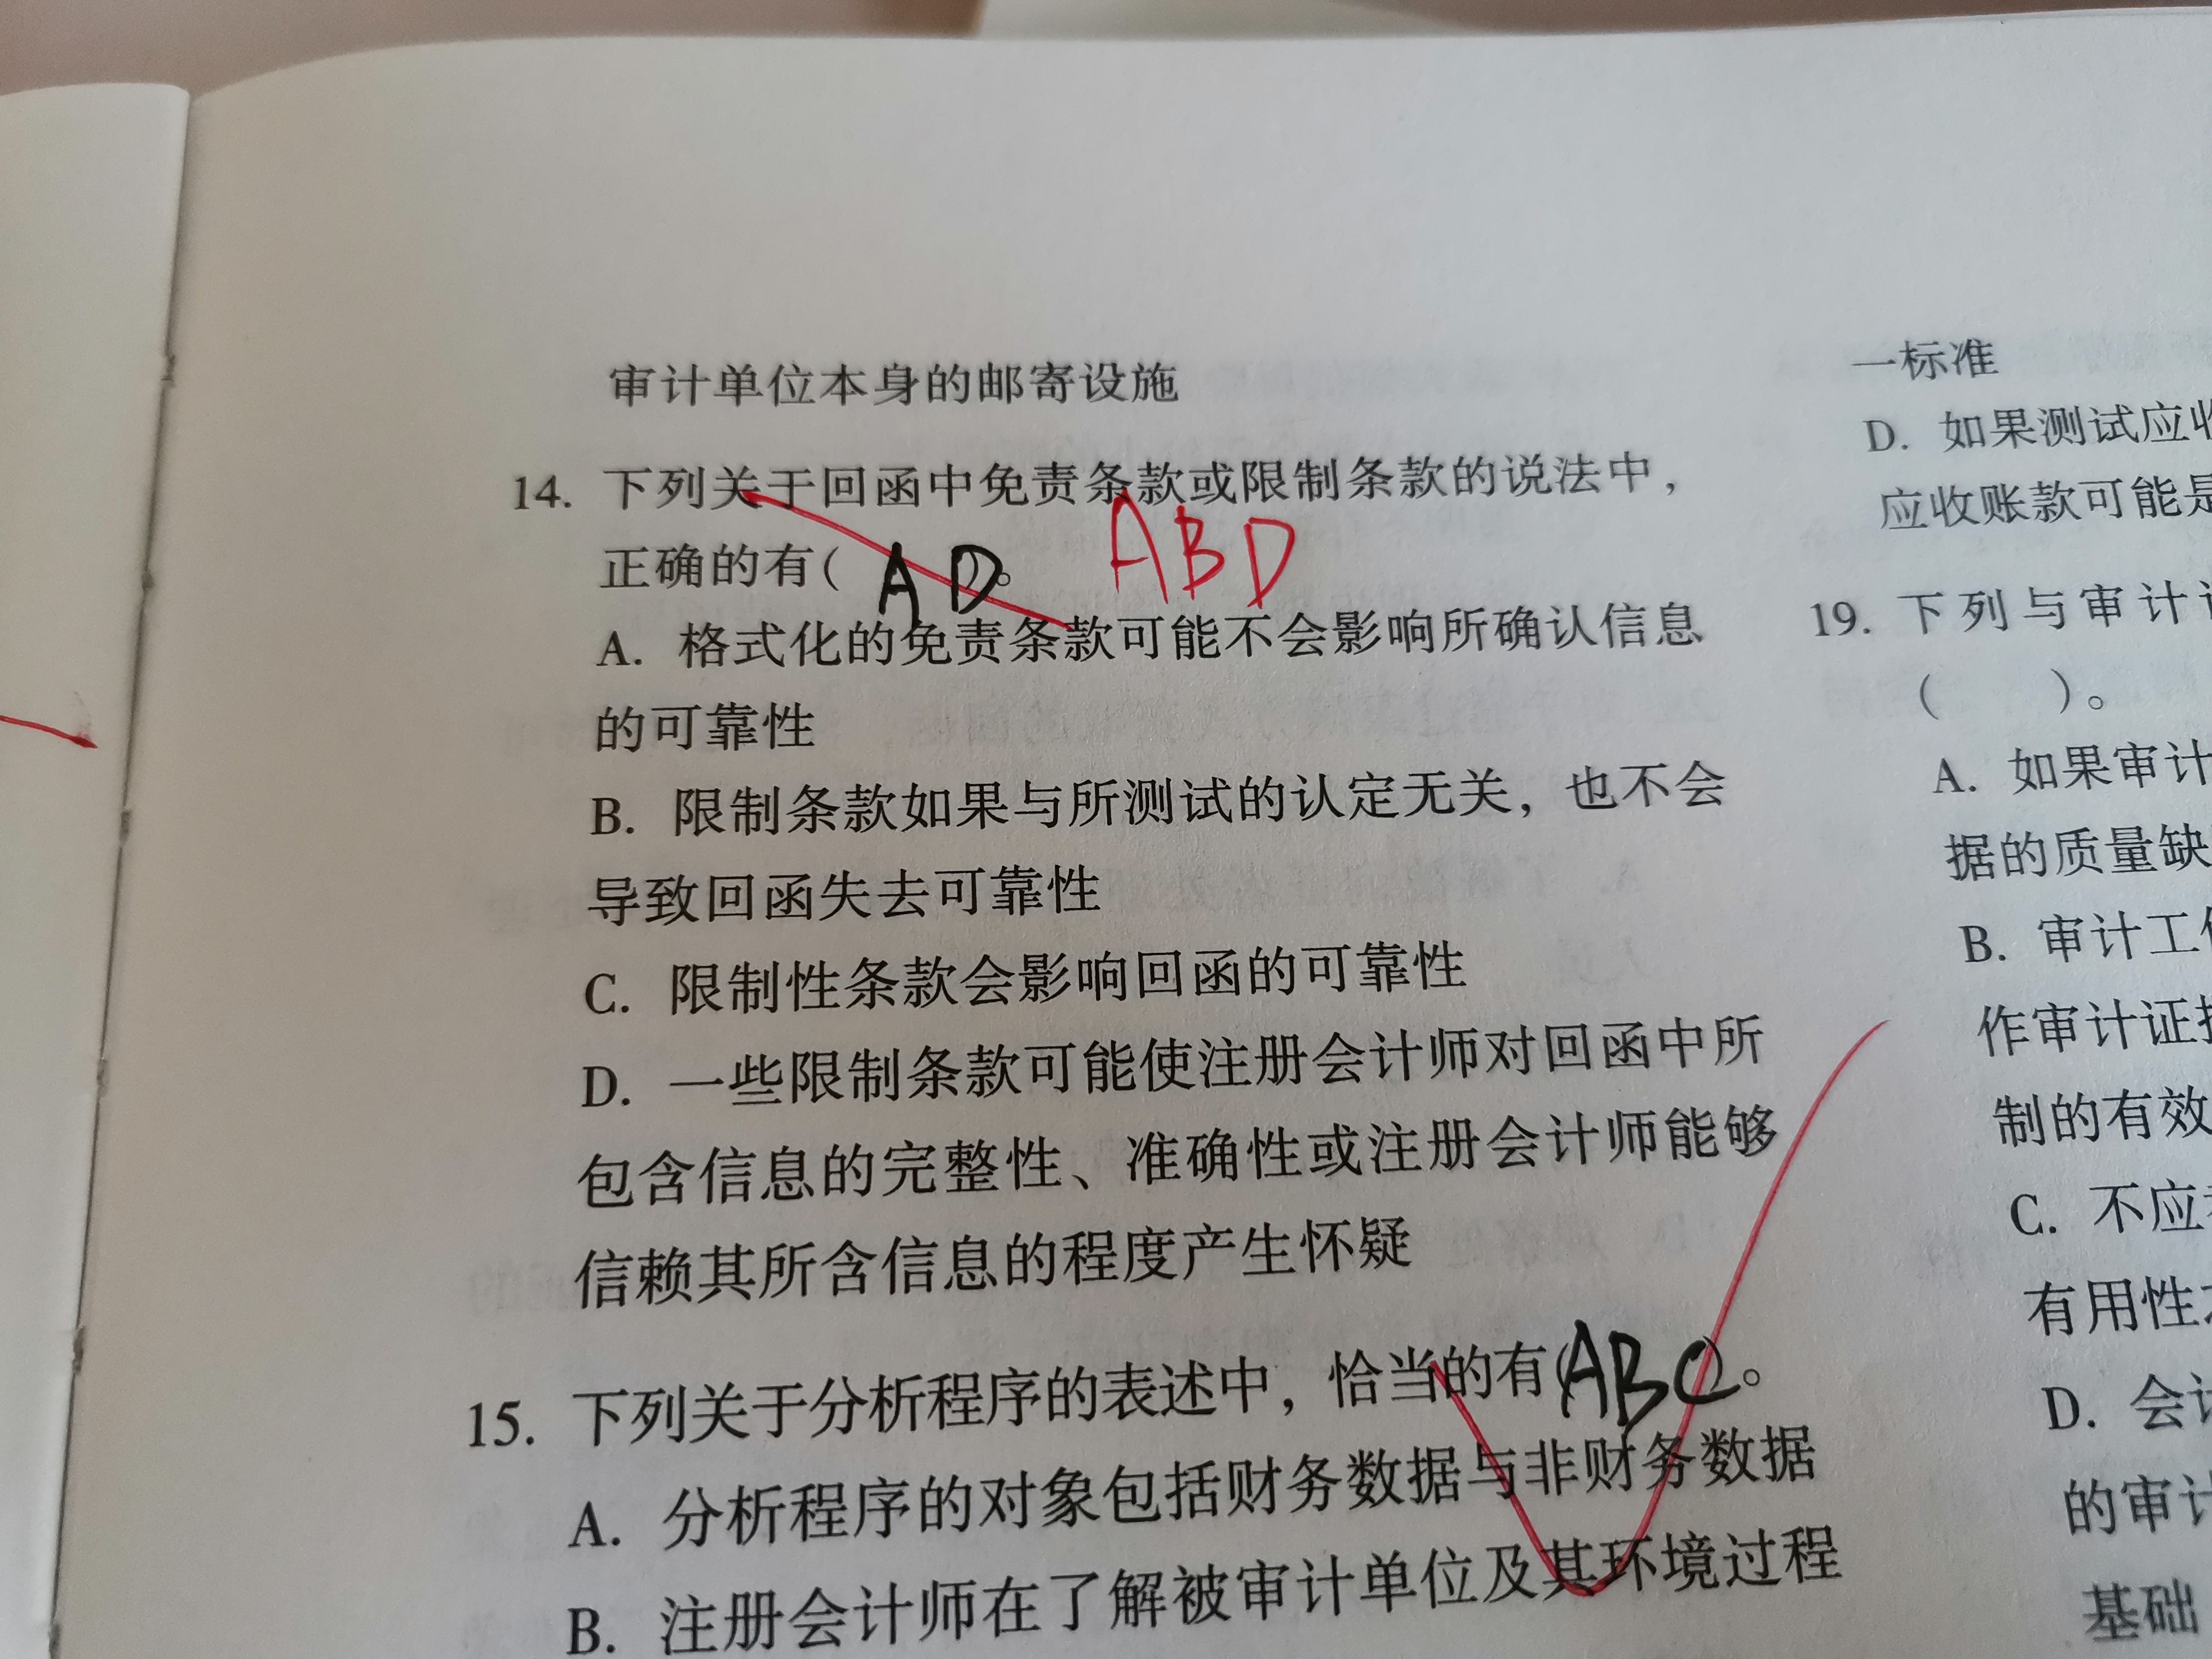 审计单位本身的邮寄设施
14. 下列关于回函中免责条款或限制条款的说法中，
正确的有( AD )。 ABD
A. 格式化的免责条款可能不会影响所确认信息
的可靠性
B. 限制条款如果与所测试的认定无关，也不会
导致回函失去可靠性
C. 限制性条款会影响回函的可靠性
D. 一些限制条款可能使注册会计师对回函中所
包含信息的完整性、准确性或注册会计师能够
信赖其所含信息的程度产生怀疑
15. 下列关于分析程序的表述中，恰当的有(ABC)。
A. 分析程序的对象包括财务数据与非财务数据
B. 注册会计师在了解被审计单位及其环境过程
一标准
D. 如果测试应收
应收账款可能是
19. 下列与审计
(    )。
A. 如果审计
据的质量缺
B. 审计工
作审计证
制的有效
C. 不应
有用性
D. 会
的审
基础